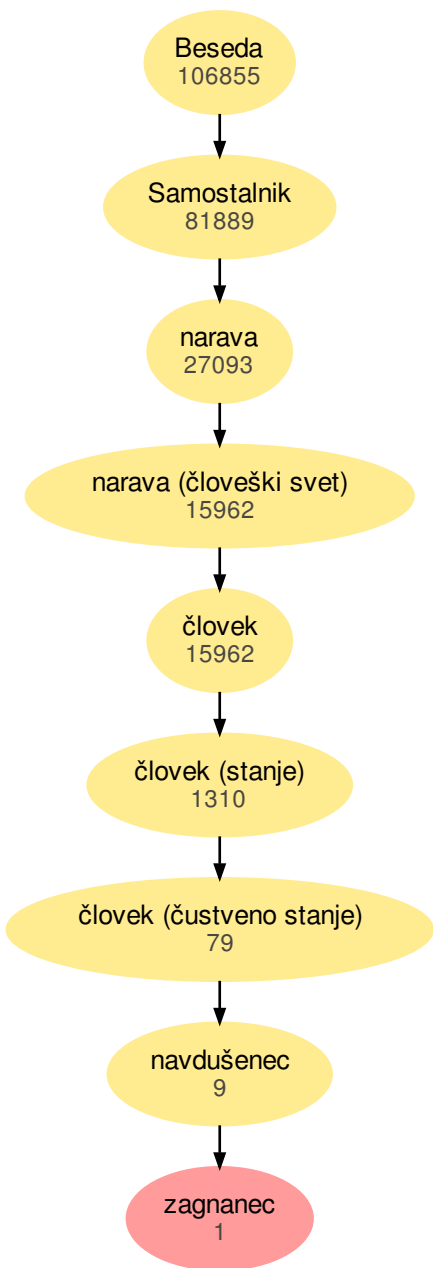 Beseda
106855
Samostalnik
81889
narava
27093
narava (človeški svet)
15962
človek
15962
človek (stanje)
1310
človek (čustveno stanje)
79
navdušenec
9
zagnanec
1